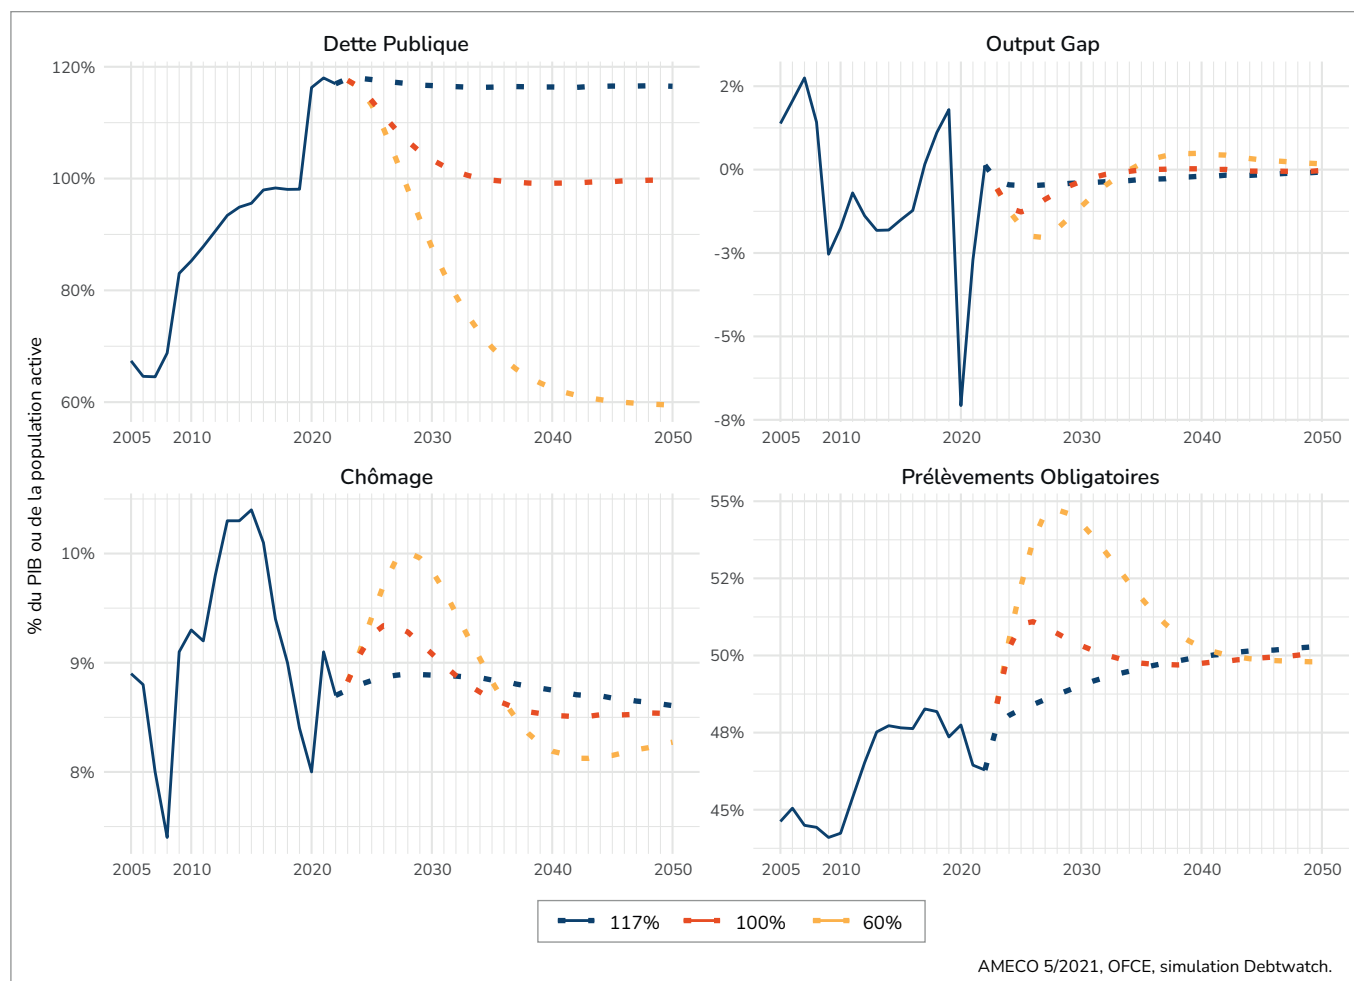 Dette Publique
Output Gap
120%
100%
80%
60%
2005 2010 2020 2030 2040 2050
2%
0%
-3%
-5%
-8%
2005 2010 2020 2030 2040 2050
% du PIB ou de la population active
Chômage
Prélèvements Obligatoires
10%
9%
8%
2005 2010 2020 2030 2040 2050
55%
52%
50%
48%
45%
2005 2010 2020 2030 2040 2050
117% 100% 60%
AMECO 5/2021, OFCE, simulation Debtwatch.